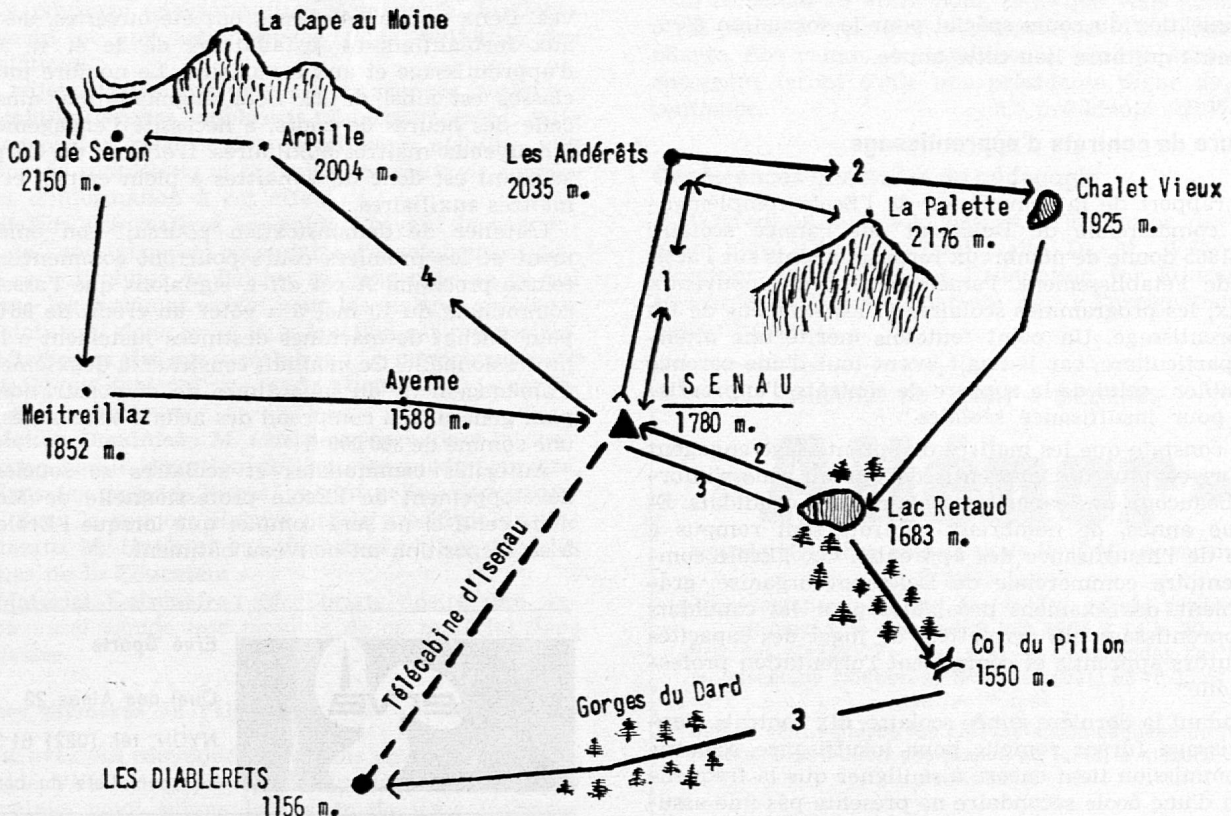 La Cape au Moine
Col de Seron
2150 m.
Arpille
2004 m.
Les Andérêts
2035 m.
2
Chalet Vieux
1925 m.
La Palette
2176 m.
1
4
Meitreillaz
1852 m.
Ayerne
1588 m.
ISENAU
1780 m.
2
3
Lac Retaud
1683 m.
Télécabine d'Isenau
Col du Pillon
1550 m.
Gorges du Dard
3
LES DIABLERETS
1156 m.